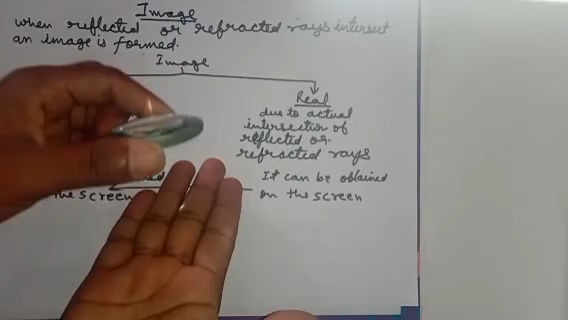 Image
when reflected or refracted rays intersect
an image is formed.
Image
Real
due to actual
intersection of
reflected or
refracted rays
It can be obtained
the screen
on the screen